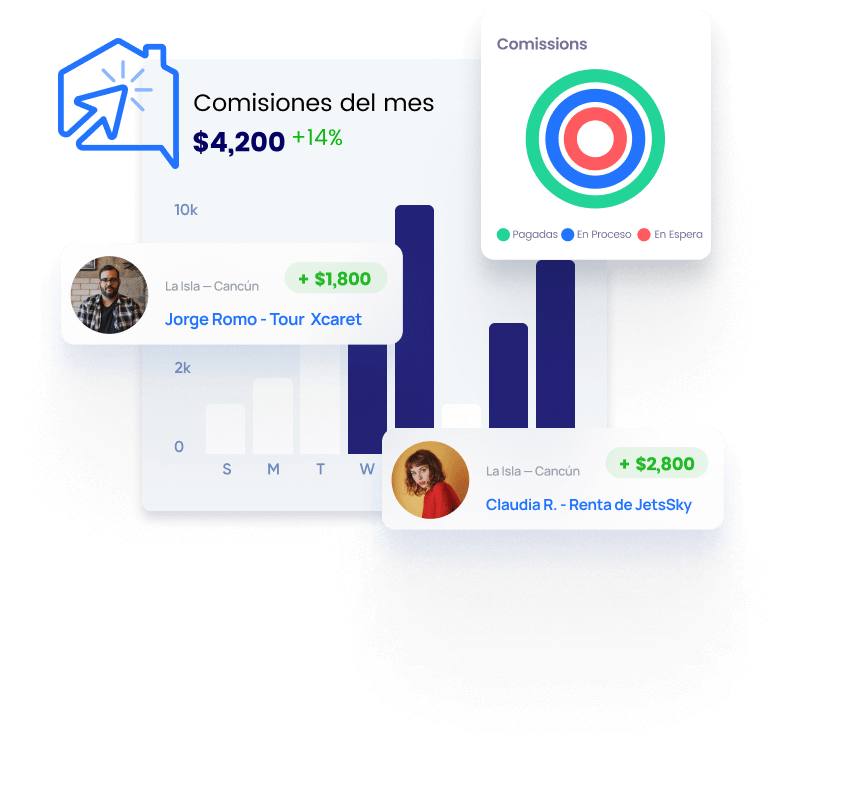 Comissions
Pagadas En Proceso En Espera
Comisiones del mes
$4,200 +14%
10k
La Isla — Cancún + $1,800
Jorge Romo - Tour Xcaret
2k
0
S M T W
La Isla — Cancún + $2,800
Claudia R. - Renta de JetsSky